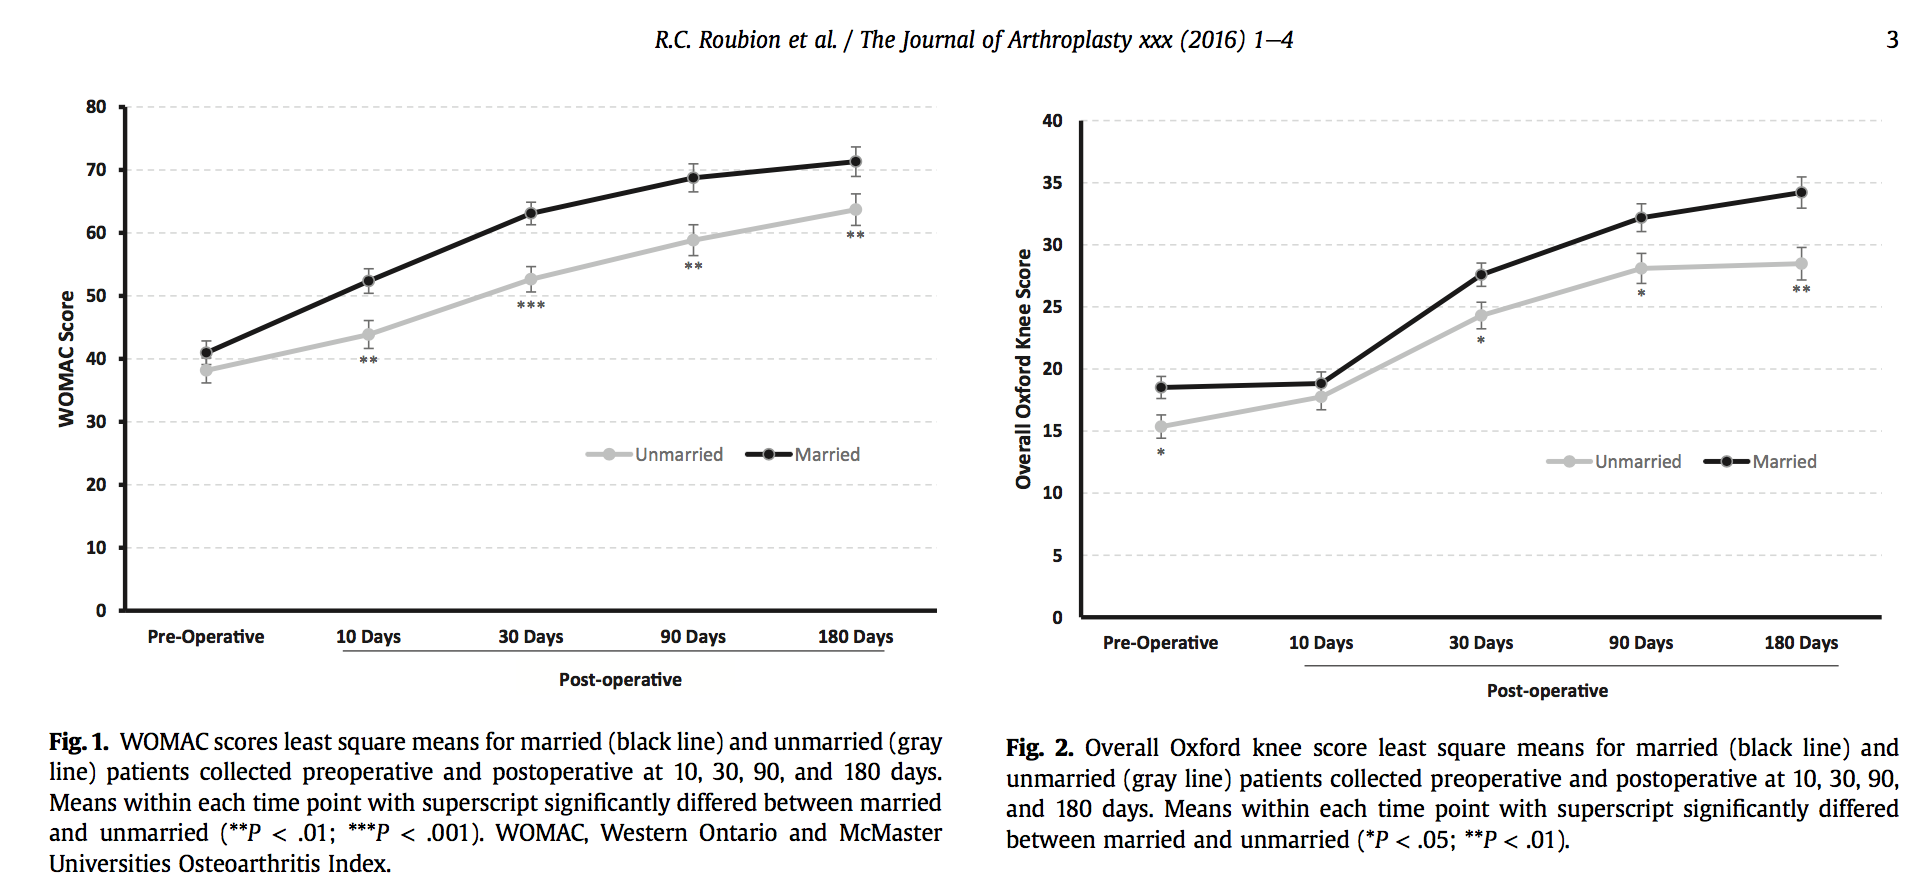 R.C. Roubion et al. / The Journal of Arthroplasty xxx (2016) 1–4
3
80
70
60
50
40
30
20
10
0
WOMAC Score
**
***
**
**
Unmarried
Married
Pre-Operative
10 Days
30 Days
90 Days
180 Days
Post-operative
Fig. 1. WOMAC scores least square means for married (black line) and unmarried (gray
line) patients collected preoperative and postoperative at 10, 30, 90, and 180 days.
Means within each time point with superscript significantly differed between married
and unmarried (**P < .01; ***P < .001). WOMAC, Western Ontario and McMaster
Universities Osteoarthritis Index.
40
35
30
25
20
15
10
5
0
Overall Oxford Knee Score
*
*
*
**
Unmarried
Married
Pre-Operative
10 Days
30 Days
90 Days
180 Days
Post-operative
Fig. 2. Overall Oxford knee score least square means for married (black line) and
unmarried (gray line) patients collected preoperative and postoperative at 10, 30, 90,
and 180 days. Means within each time point with superscript significantly differed
between married and unmarried (*P < .05; **P < .01).